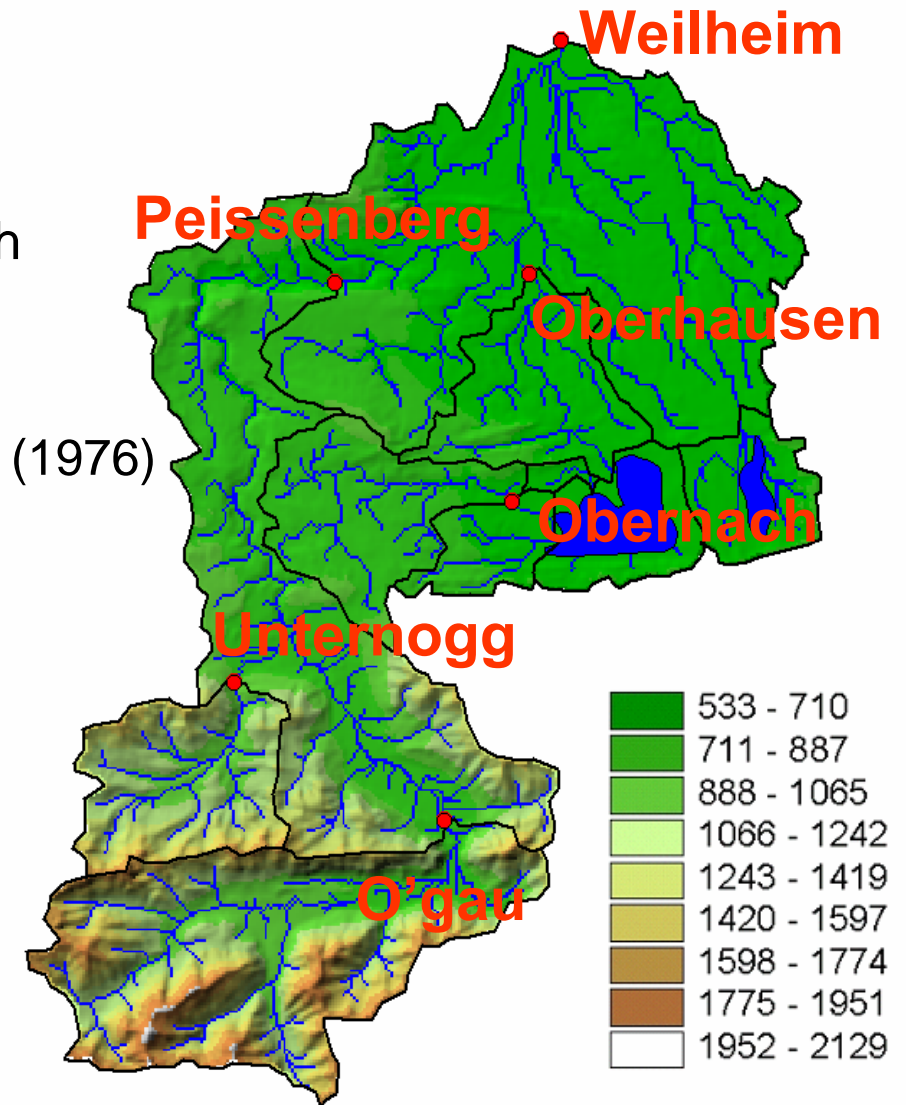 Weilheim
Peissenberg
h
Oberhausen
(1976)
Obernach
Unternogg
533 - 710
711 - 887
888 - 1065
1066 - 1242
1243 - 1419
O'gau
1420 - 1597
1598 - 1774
1775 - 1951
1952 - 2129